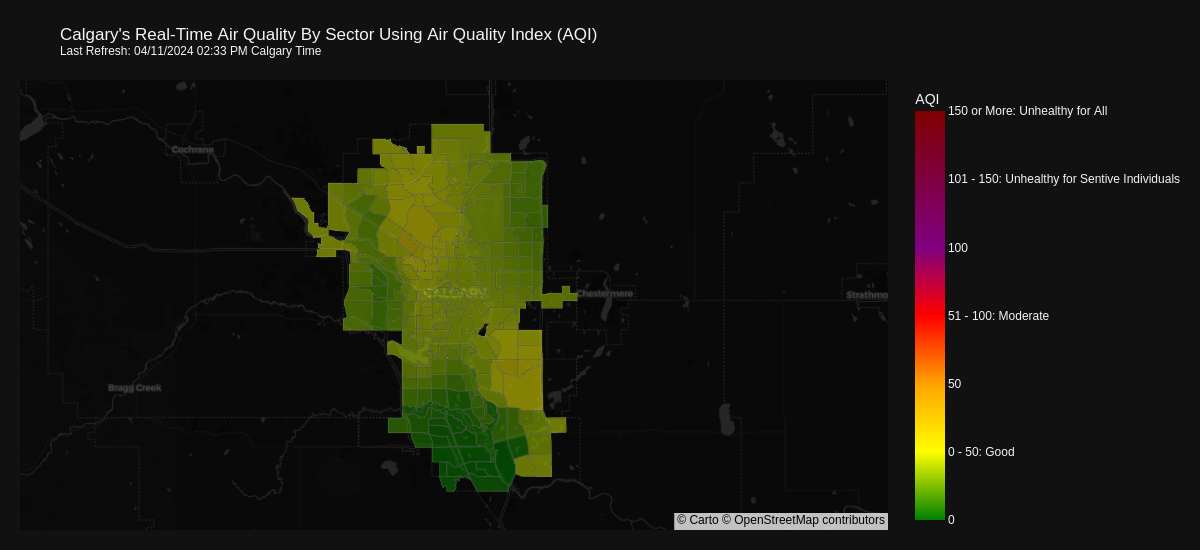 Calgary's Real-Time Air Quality By Sector Using Air Quality Index (AQI)
Last Refresh: 04/11/2024 02:33 PM Calgary Time
AQI
150 or More: Unhealthy for All
Cochrane
101 - 150: Unhealthy for Sentive Individuals
100
CALGARY
Chestermere
Strathmo
51 - 100: Moderate
50
Bragg Creek
0 - 50: Good
0
© Carto © OpenStreetMap contributors